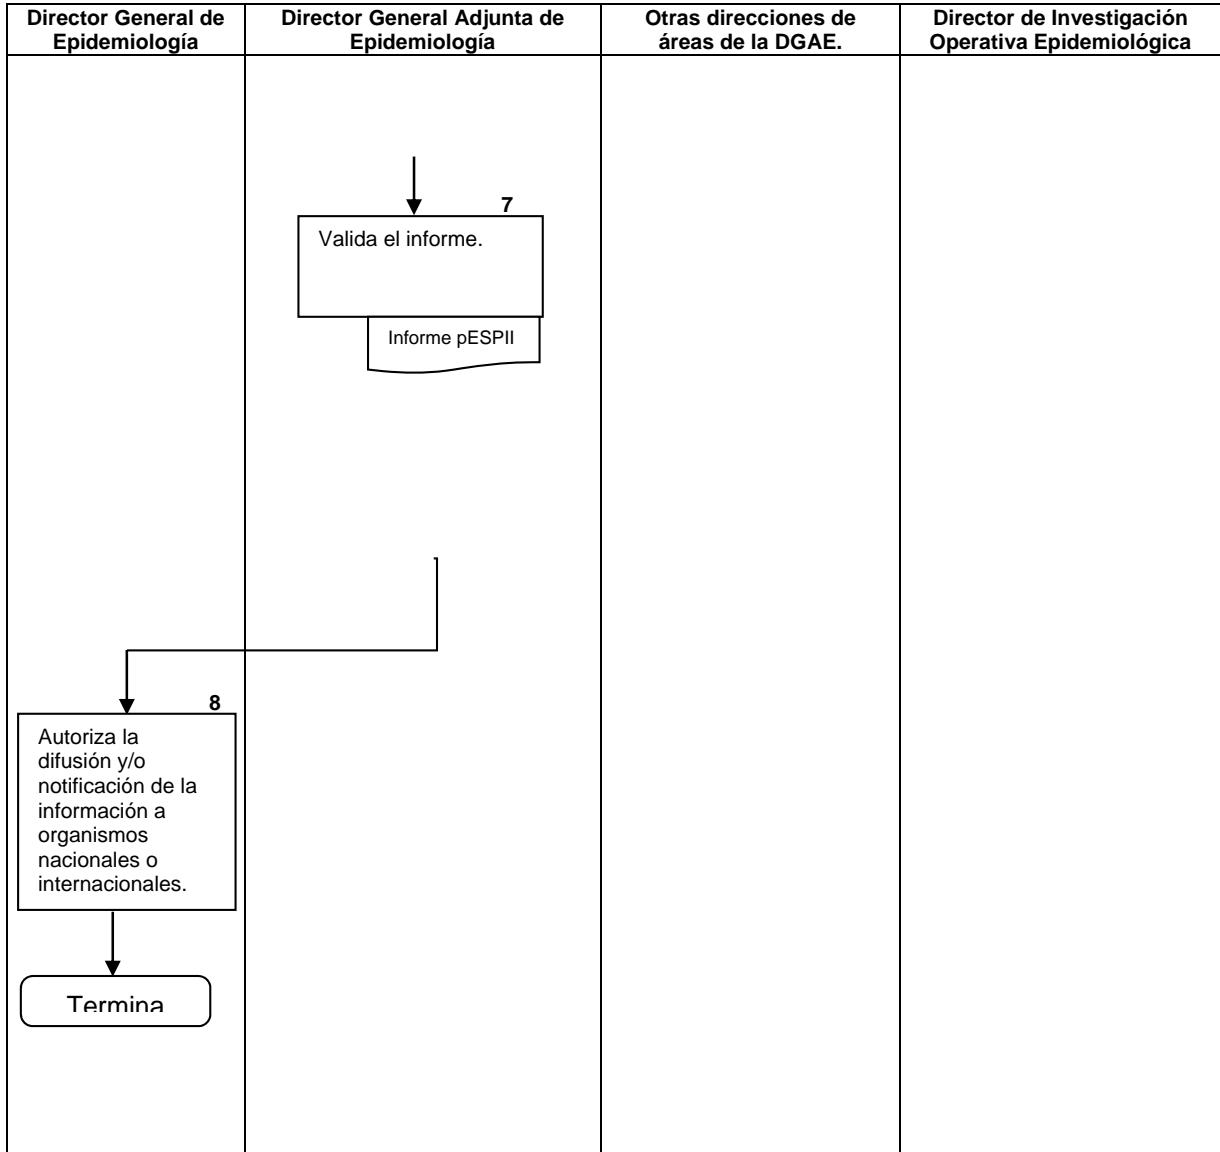 Director General de
Epidemiología
Director General Adjunta de
Epidemiología
Otras direcciones de
áreas de la DGAE.
Director de Investigación
Operativa Epidemiológica
7
Valida el informe.
Informe pESPII
8
Autoriza la
difusión y/o
notificación de la
información a
organismos
nacionales o
internacionales.
Termina